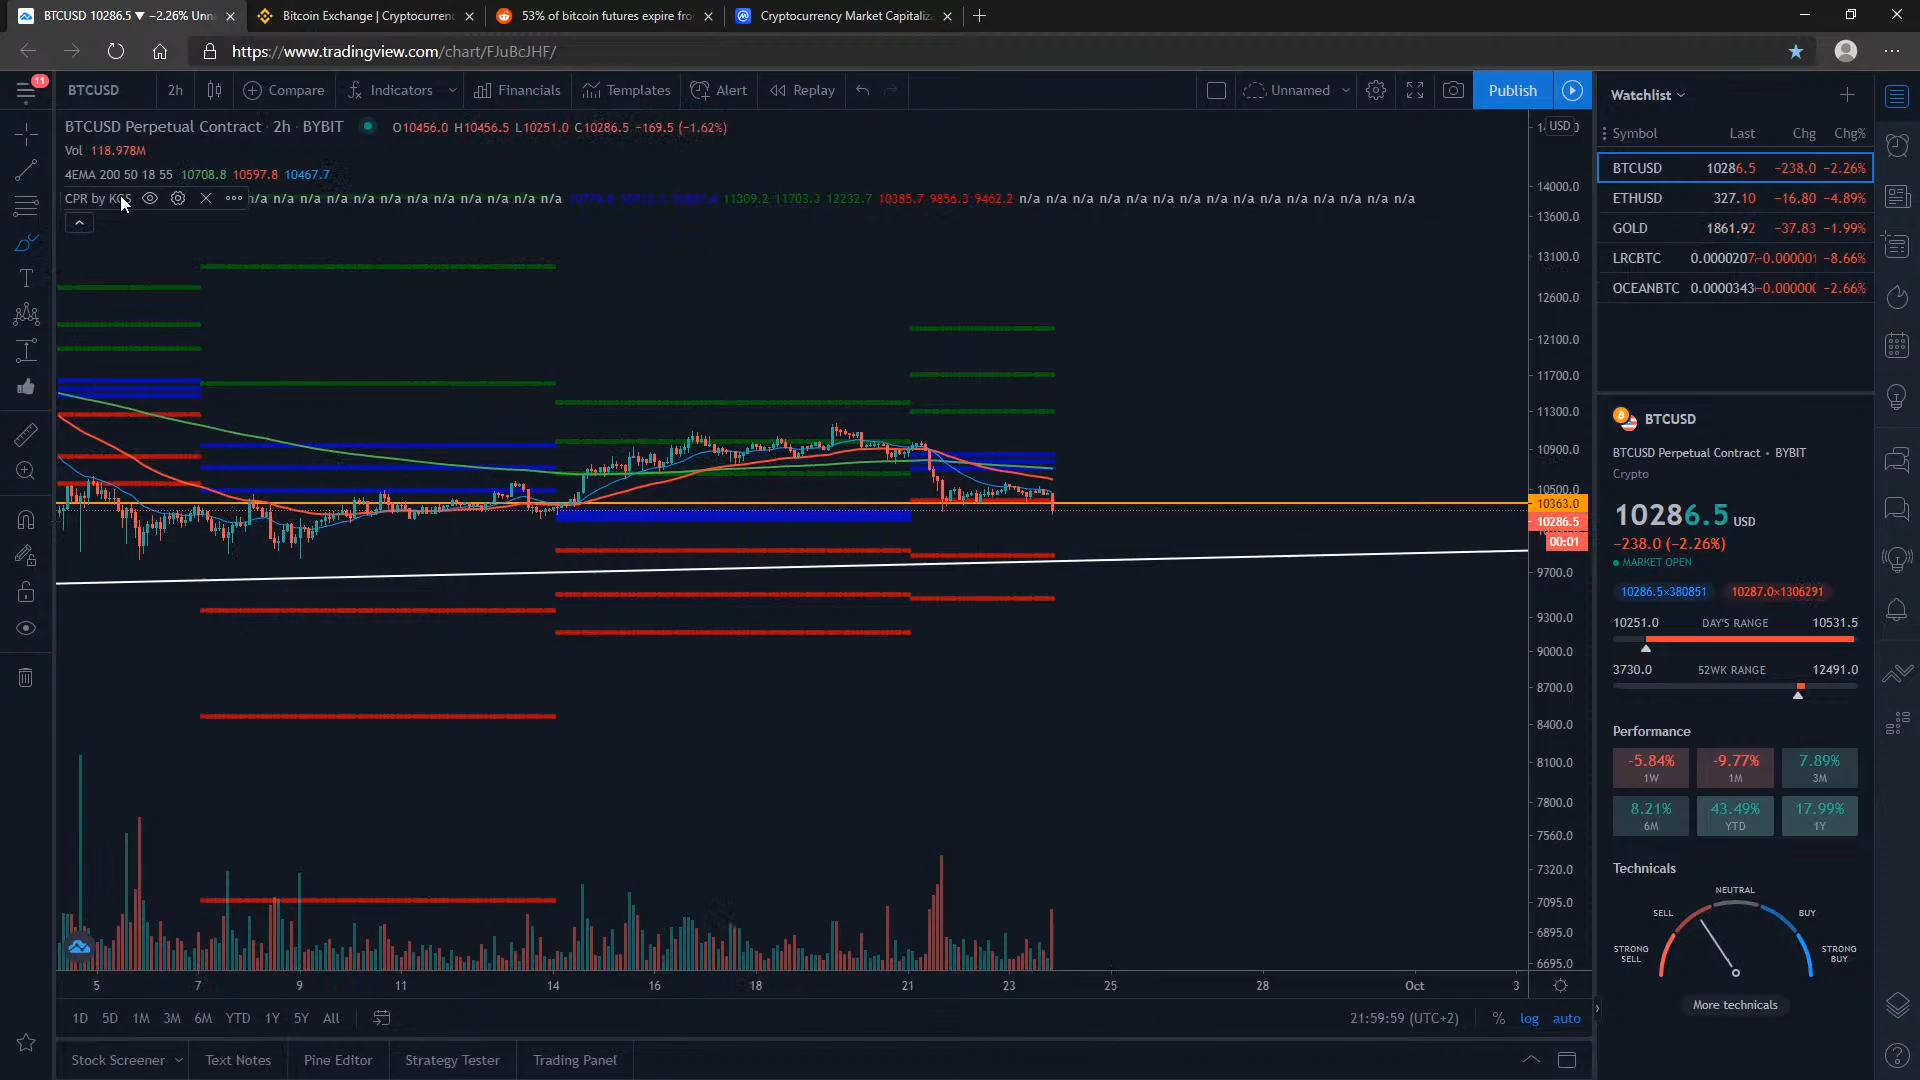 BTCUSD 10286.5 ▼ −2.26% Unn
Bitcoin Exchange | Cryptocurrenc
53% of bitcoin futures expire fro
Cryptocurrency Market Capitaliz
https://www.tradingview.com/chart/FJuBcJHF/
11
BTCUSD 2h Compare Indicators Financials Templates Alert Replay Unnamed Publish
BTCUSD Perpetual Contract · 2h · BYBIT O10456.0 H10456.5 L10251.0 C10286.5 −169.5 (−1.62%)
Vol 118.978M
4EMA 200 50 18 55 10708.8 10597.8 10467.7
CPR by KGS
/a n/a n/a n/a n/a n/a n/a n/a n/a n/a n/a n/a 11309.2 11703.3 12232.7 10385.7 9856.3 9462.2 n/a n/a n/a n/a n/a n/a n/a n/a n/a n/a n/a n/a n/a n/a n/a
USD
14000.0
13600.0
13100.0
12600.0
12100.0
11700.0
11300.0
10900.0
10500.0
10363.0
10286.5
00:01
9700.0
9300.0
9000.0
8700.0
8400.0
8100.0
7800.0
7560.0
7320.0
7095.0
6895.0
6695.0
5 7 9 11 14 16 18 21 23 25 28 Oct 3
1D 5D 1M 3M 6M YTD 1Y 5Y All
21:59:59 (UTC+2) % log auto
Stock Screener Text Notes Pine Editor Strategy Tester Trading Panel
Watchlist
Symbol Last Chg Chg%
BTCUSD 10286.5 −238.0 −2.26%
ETHUSD 327.10 −16.80 −4.89%
GOLD 1861.92 −37.83 −1.99%
LRCBTC 0.0000207 −0.000001 −8.66%
OCEANBTC 0.0000343 −0.000000 −2.66%
BTCUSD
BTCUSD Perpetual Contract • BYBIT
Crypto
10286.5 USD
−238.0 (−2.26%)
MARKET OPEN
10286.5×380851 10287.0×1306291
10251.0 DAY'S RANGE 10531.5
3730.0 52WK RANGE 12491.0
Performance
-5.84% -9.77% 7.89%
1W 1M 3M
8.21% 43.49% 17.99%
6M YTD 1Y
Technicals
NEUTRAL
SELL BUY
STRONG SELL STRONG BUY
More technicals